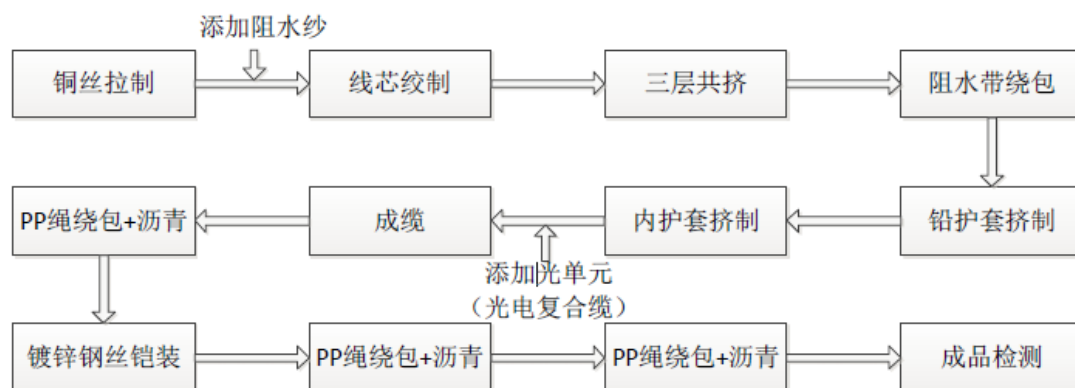 添加阻水纱
铜丝拉制
线芯绞制
三层共挤
阻水带绕包
PP绳绕包+沥青
成缆
内护套挤制
铅护套挤制
添加光单元
（光电复合缆）
镀锌钢丝铠装
PP绳绕包+沥青
PP绳绕包+沥青
成品检测